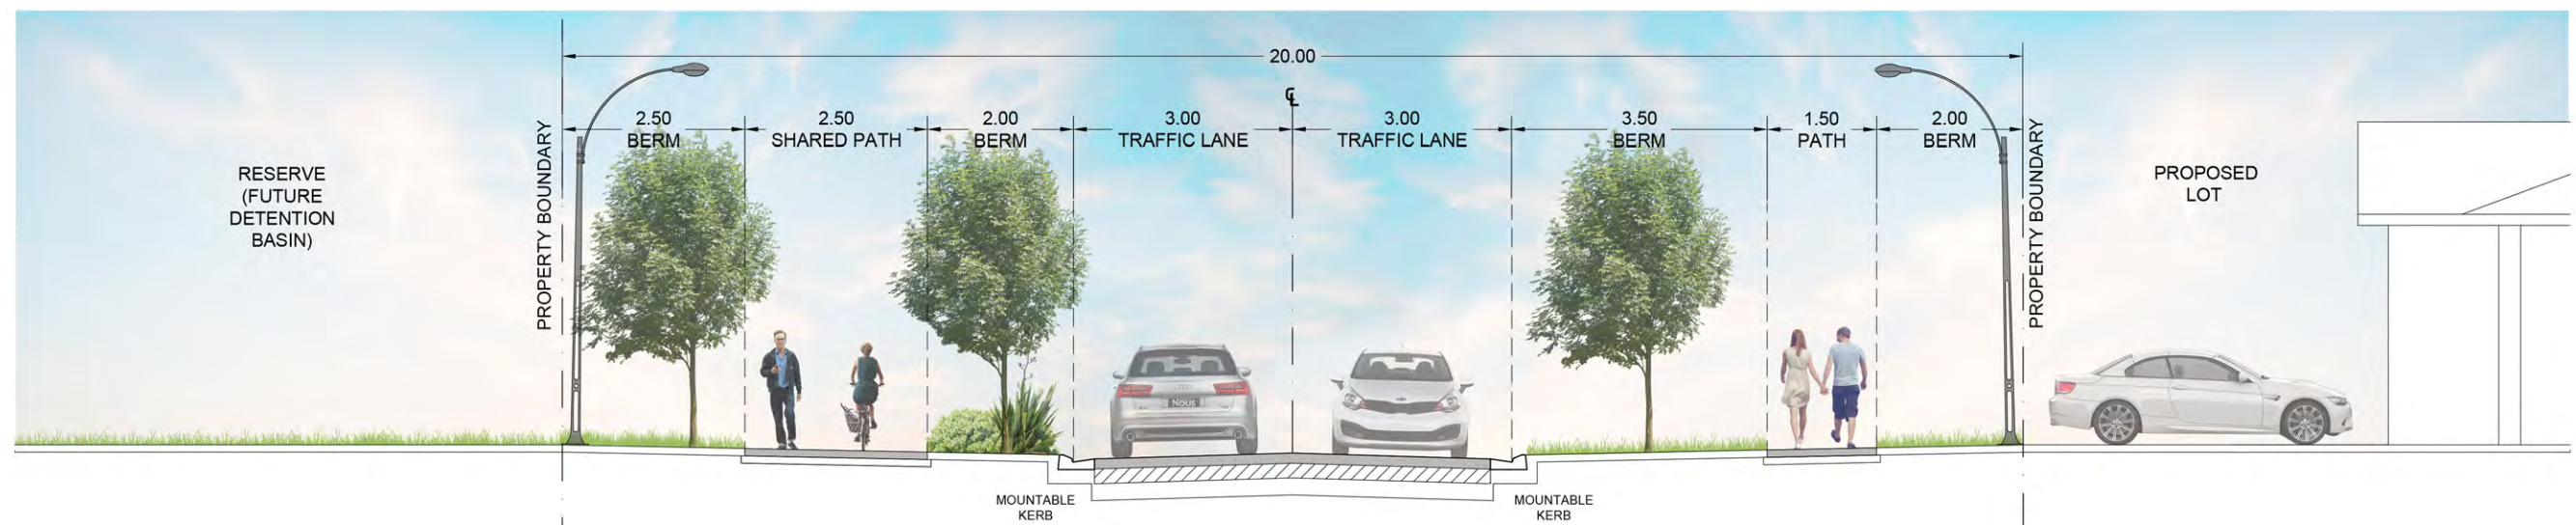 20.00
℄
2.50
BERM
2.50
SHARED PATH
2.00
BERM
3.00
TRAFFIC LANE
3.00
TRAFFIC LANE
3.50
BERM
1.50
PATH
2.00
BERM
RESERVE
(FUTURE
DETENTION
BASIN)
PROPERTY BOUNDARY
PROPERTY BOUNDARY
PROPOSED
LOT
Nous
MOUNTABLE
KERB
MOUNTABLE
KERB